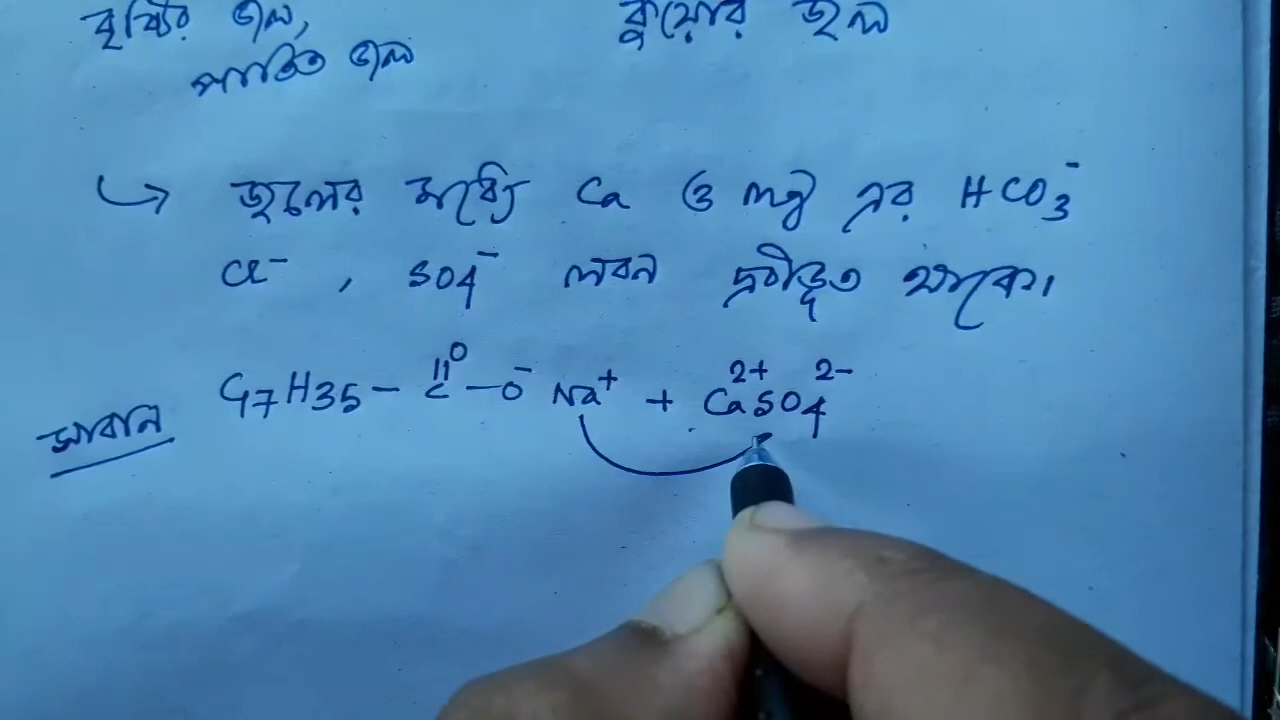 বৃষ্টির জল, কুয়োর জল
পাতিত জল
↳ জলের মধ্যে Ca ও Mg এর HCO₃⁻
Cl⁻ , SO₄⁻ লবন দ্রবীভূত থাকে।
সাবান C17H35 – C(=O) – O⁻ Na⁺ + Ca²⁺SO₄²⁻